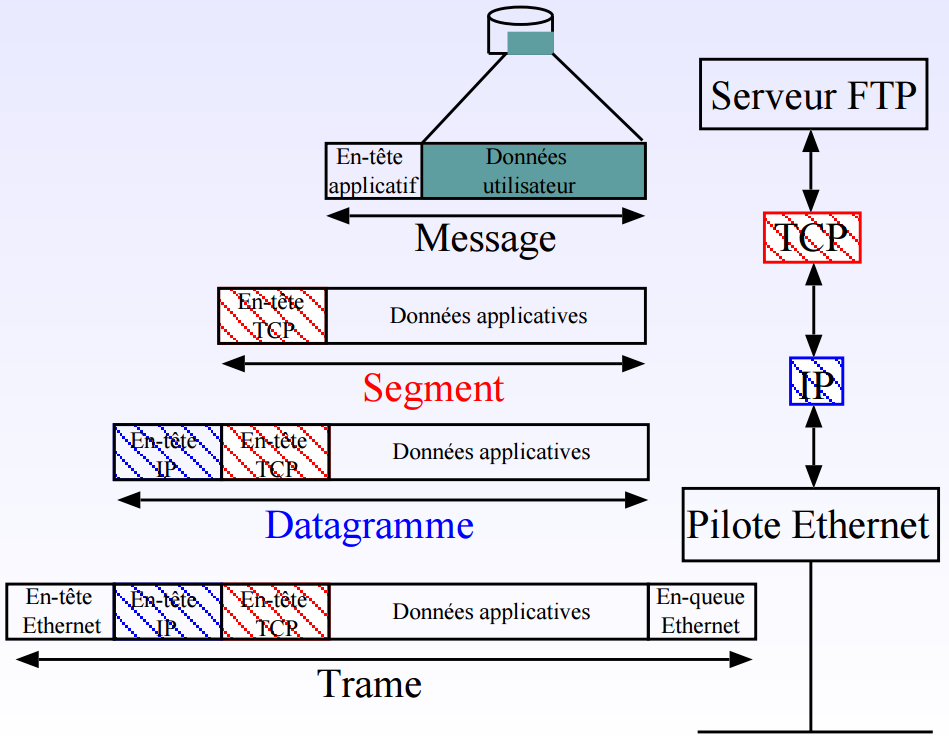 Serveur FTP
En-tête
applicatif
Données
utilisateur
Message
TCP
En-tête
TCP
Données applicatives
Segment
IP
En-tête
IP
En-tête
TCP
Données applicatives
Datagramme
Pilote Ethernet
En-tête
Ethernet
En-tête
IP
En-tête
TCP
Données applicatives
En-queue
Ethernet
Trame